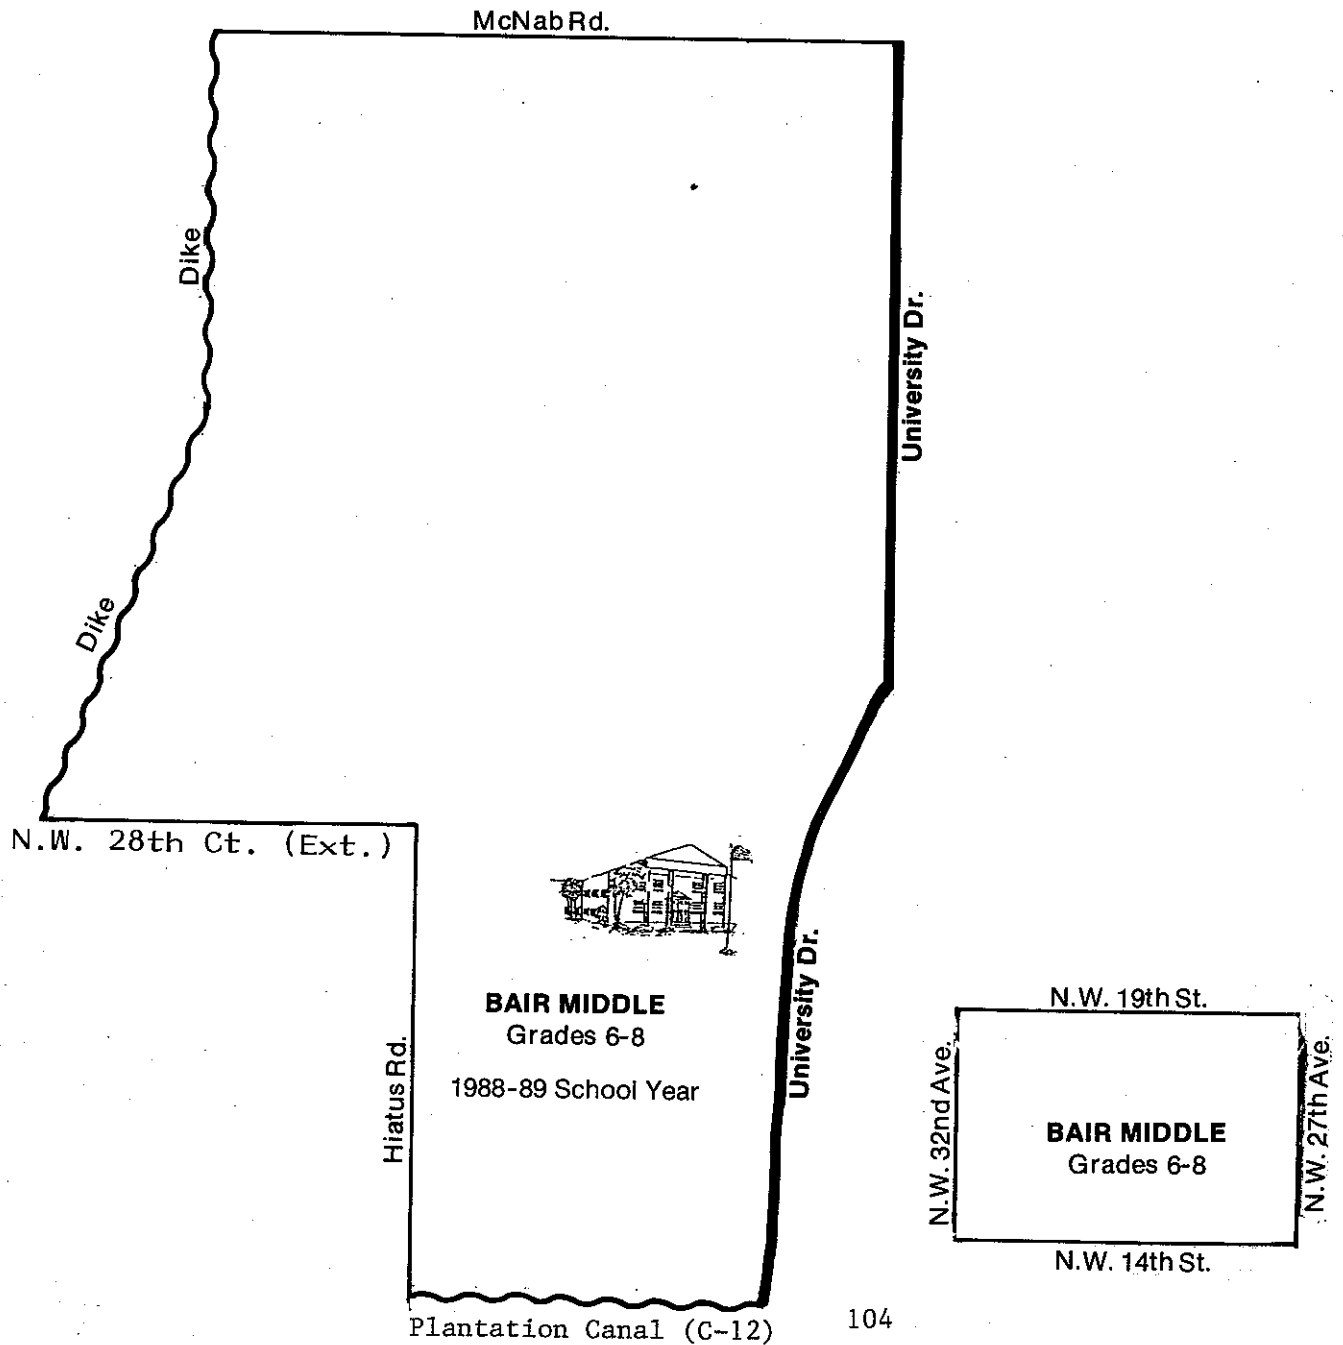 McNab Rd.
Dike
University Dr.
Dike
N.W. 28th Ct. (Ext.)
University Dr.
BAIR MIDDLE
Grades 6-8
1988-89 School Year
Hiatus Rd.
N.W. 19th St.
N.W. 32nd Ave.
BAIR MIDDLE
Grades 6-8
N.W. 27th Ave.
N.W. 14th St.
Plantation Canal (C-12)
104